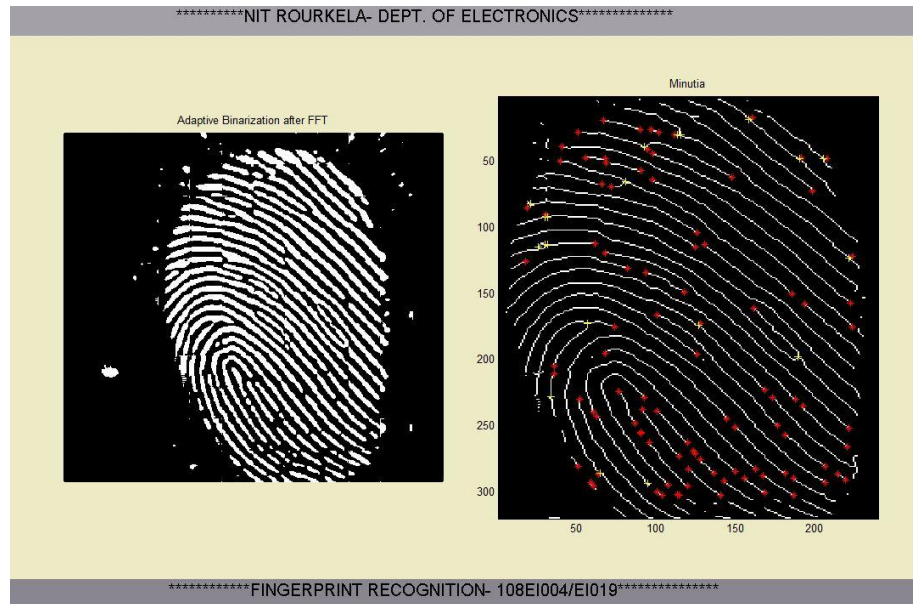 **********NIT ROURKELA- DEPT. OF ELECTRONICS**************
Adaptive Binarization after FFT
Minutia
50
100
150
200
250
300
50 100 150 200
************FINGERPRINT RECOGNITION- 108EI004/EI019***************